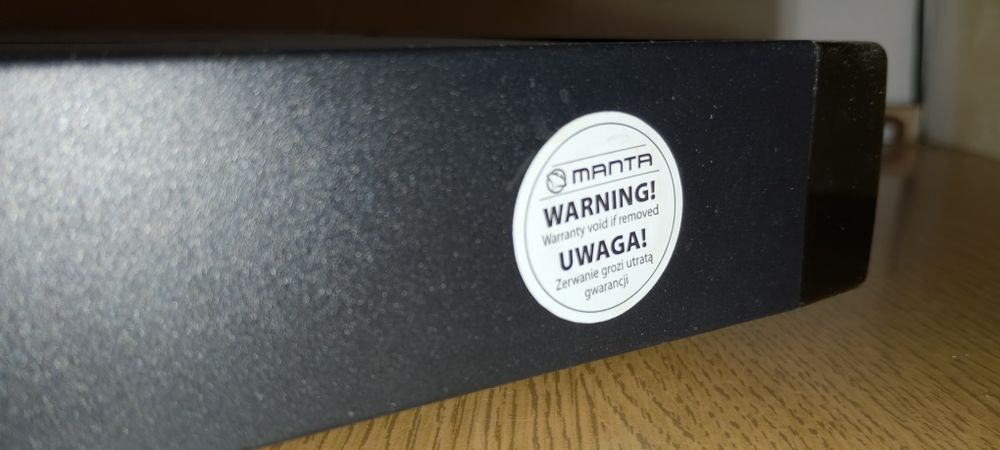 MANTA
WARNING!
Warranty void if removed
UWAGA!
Zerwanie grozi utratą
gwarancji